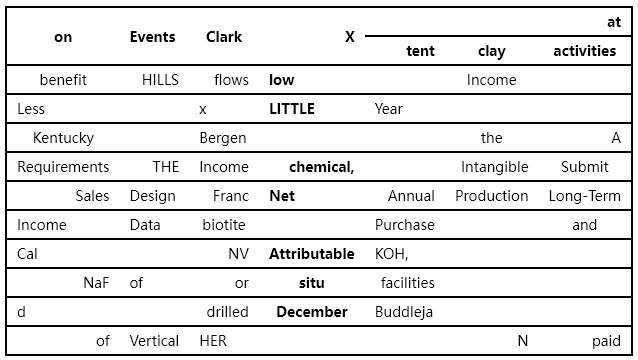 at
on Events Clark X
tent clay activities
benefit HILLS flows low Income
Less x LITTLE Year
Kentucky Bergen the A
Requirements THE Income chemical, Intangible Submit
Sales Design Franc Net Annual Production Long-Term
Income Data biotite Purchase and
Cal NV Attributable KOH,
NaF of or situ facilities
d drilled December Buddleja
of Vertical HER N paid